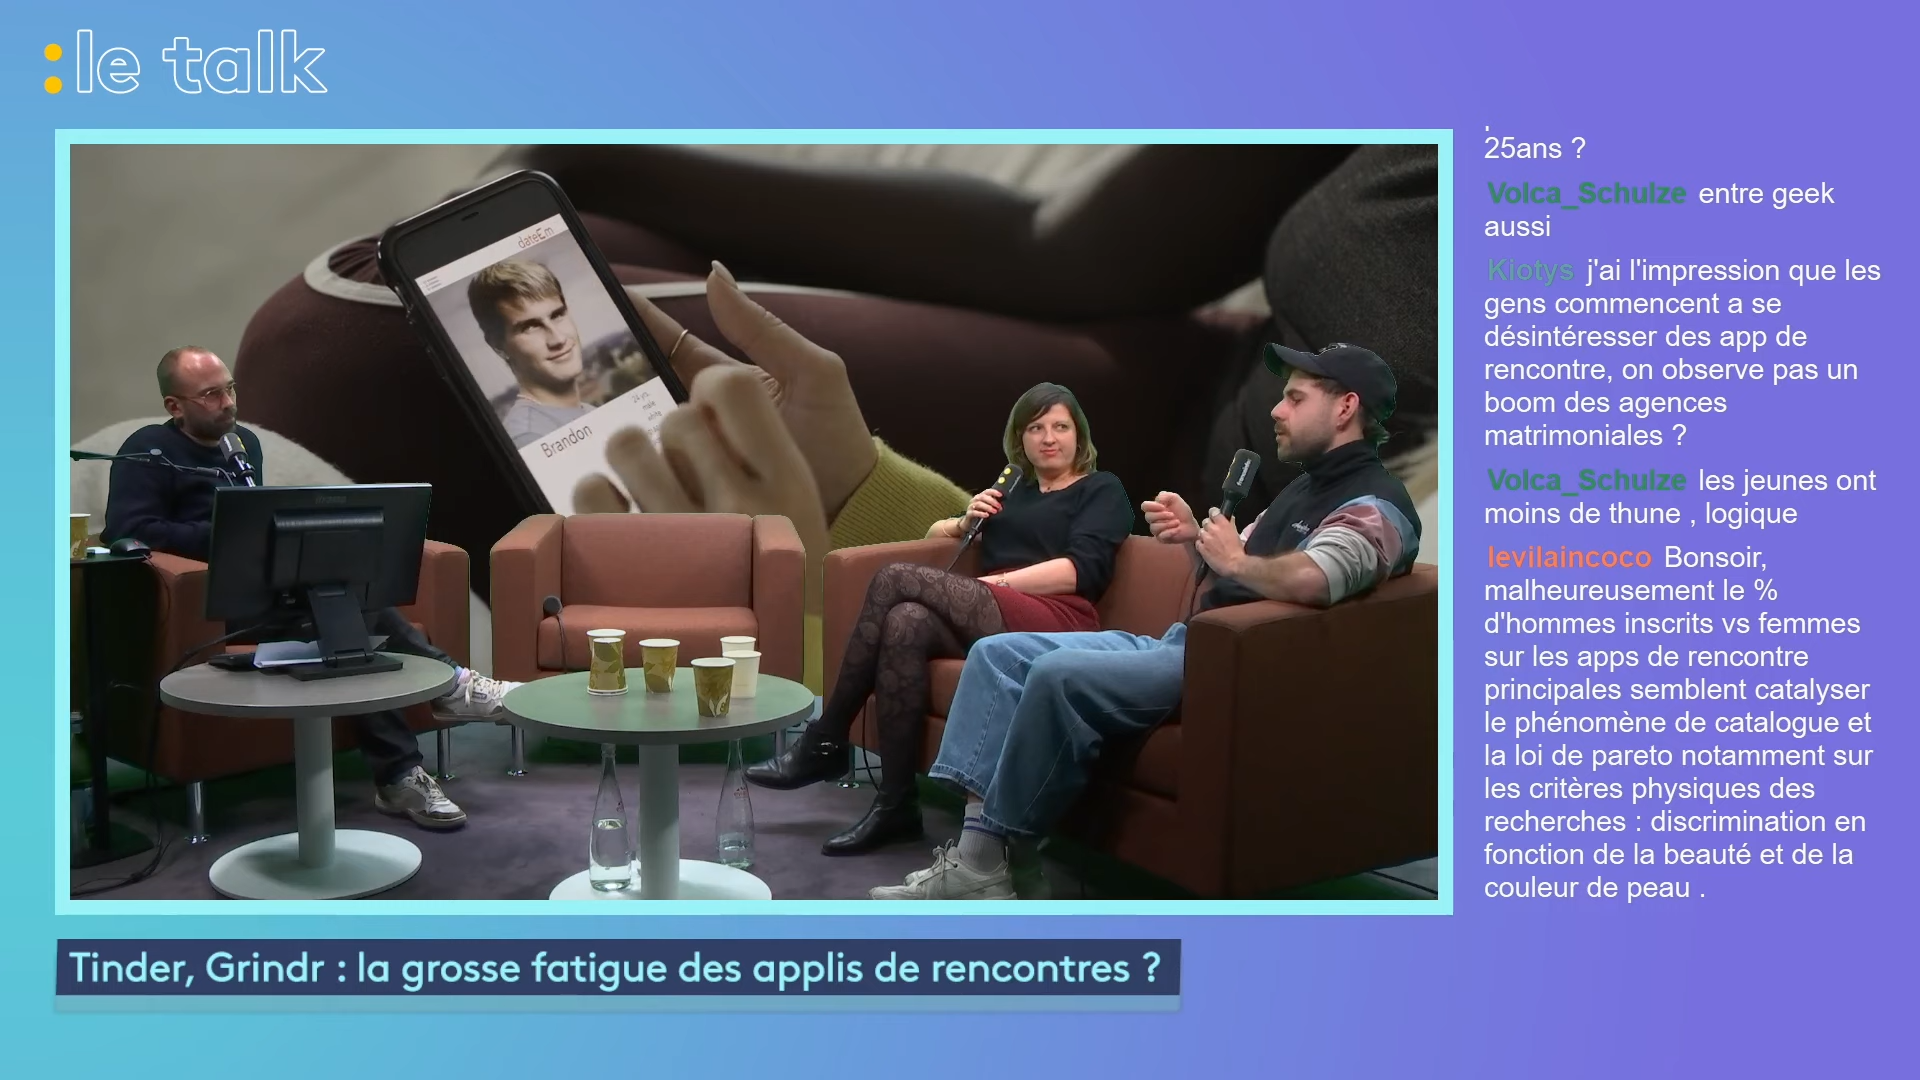 :le talk
25ans ?
Volca_Schulze entre geek
aussi
Kiotys j'ai l'impression que les
gens commencent a se
désintéresser des app de
rencontre, on observe pas un
boom des agences
matrimoniales ?
Volca_Schulze les jeunes ont
moins de thune , logique
levilaincoco Bonsoir,
malheureusement le %
d'hommes inscrits vs femmes
sur les apps de rencontre
principales semblent catalyser
le phénomène de catalogue et
la loi de pareto notamment sur
les critères physiques des
recherches : discrimination en
fonction de la beauté et de la
couleur de peau .
dateEm
24 yrs.
male
white
Brandon
Tinder, Grindr : la grosse fatigue des applis de rencontres ?